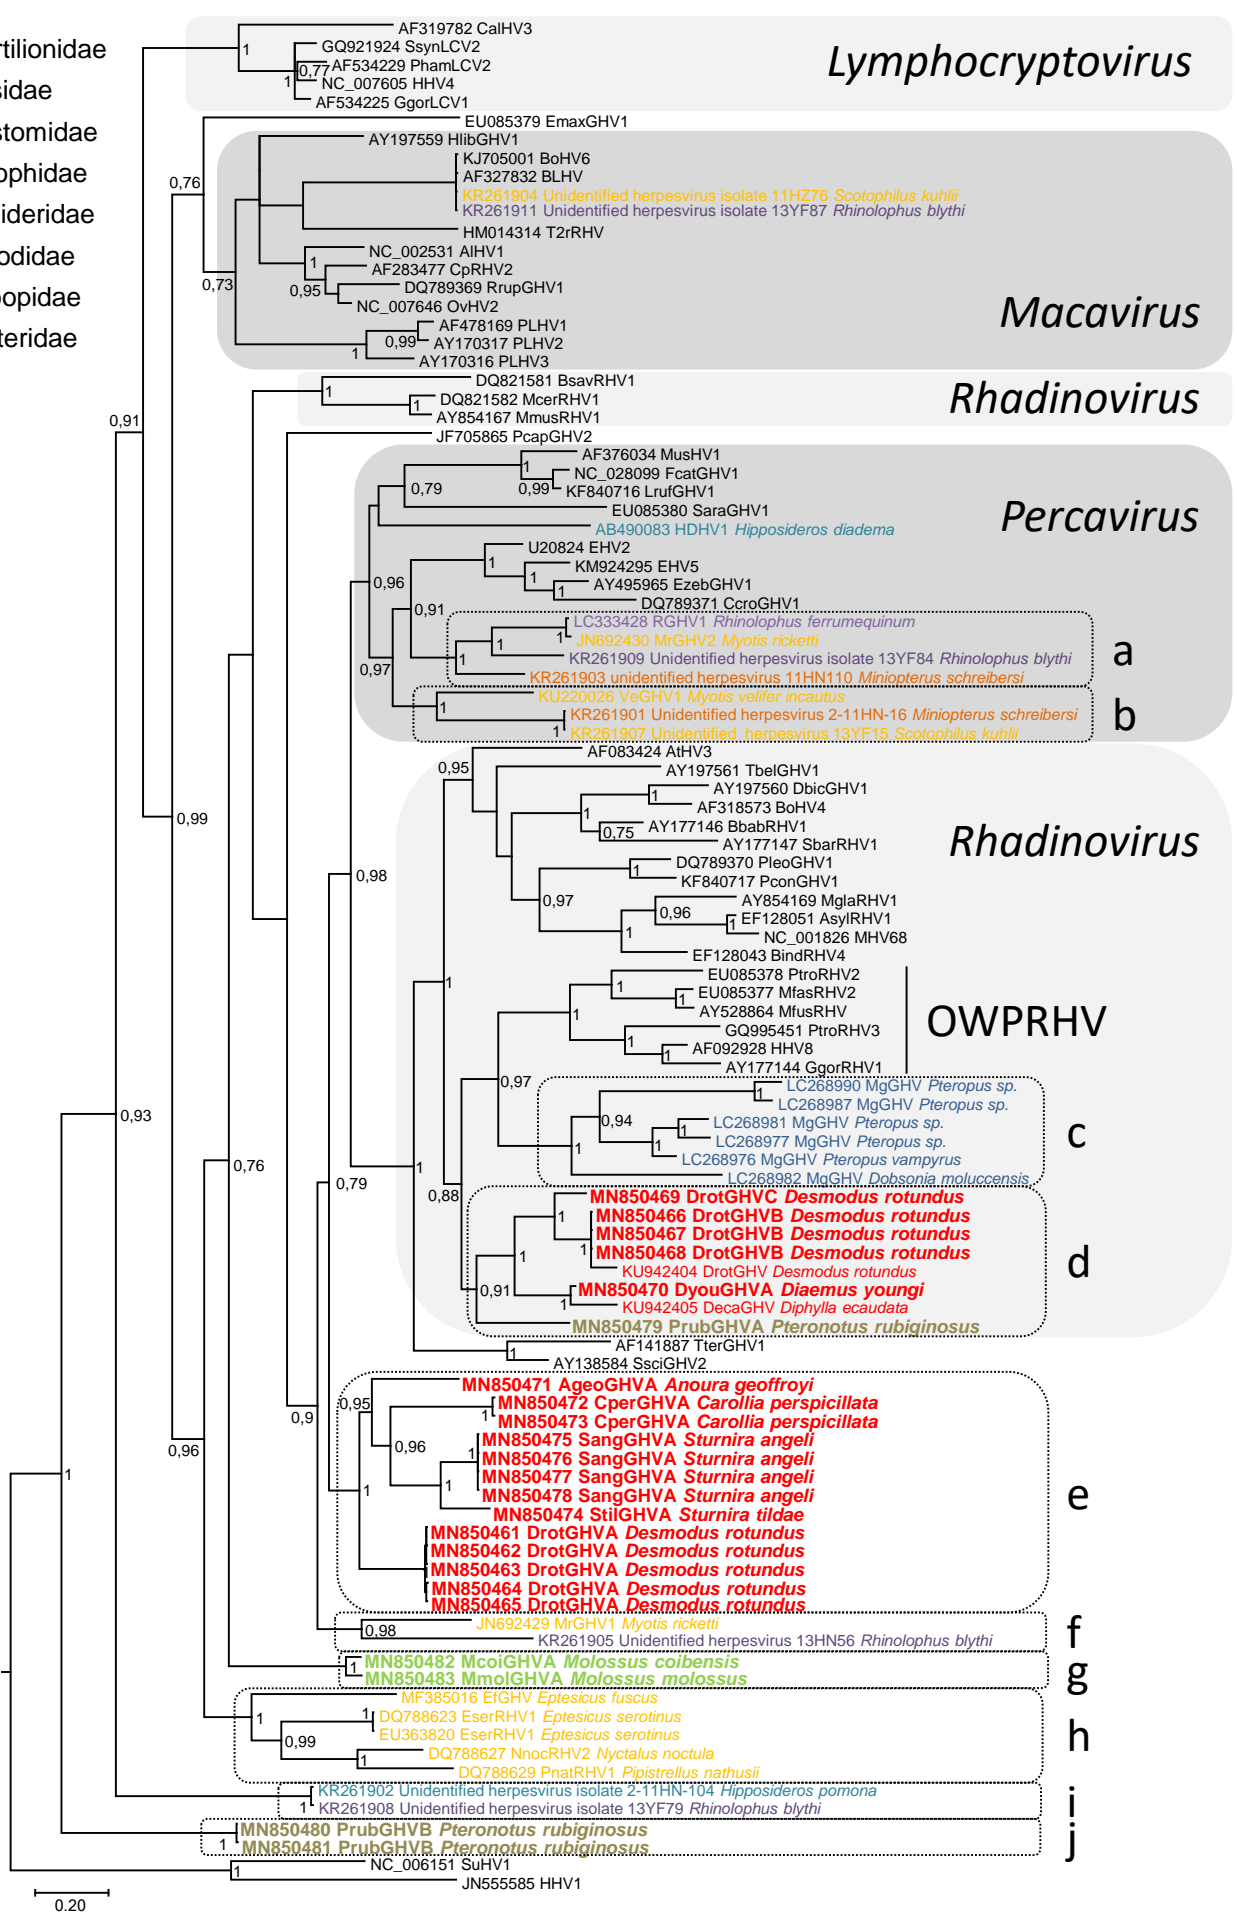 rtilionidae
sidae
stomidae
ophidae
sideridae
odidae
oopidae
teridae
AF319782 CalHV3
GQ921924 SsynLCV2
AF534229 PhamLCV2
NC_007605 HHV4
AF534225 GgorLCV1
1
0,77
1
Lymphocryptovirus
EU085379 EmaxGHV1
AY197559 HlibGHV1
KJ705001 BoHV6
AF327832 BLHV
KR261904 Unidentified herpesvirus isolate 11HZ76 Scotophilus kuhlii
KR261911 Unidentified herpesvirus isolate 13YF87 Rhinolophus blythi
HM014314 T2rRHV
NC_002531 AlHV1
AF283477 CpRHV2
DQ789369 RrupGHV1
NC_007646 OvHV2
AF478169 PLHV1
AY170317 PLHV2
AY170316 PLHV3
0,76
0,73
1
0,95
0,99
1
Macavirus
DQ821581 BsavRHV1
DQ821582 McerRHV1
AY854167 MmusRHV1
1
1
Rhadinovirus
0,91
JF705865 PcapGHV2
AF376034 MusHV1
NC_028099 FcatGHV1
KF840716 LrufGHV1
EU085380 SaraGHV1
AB490083 HDHV1 Hipposideros diadema
U20824 EHV2
KM924295 EHV5
AY495965 EzebGHV1
DQ789371 CcroGHV1
1
0,99
0,79
0,96
1
1
1
0,91
Percavirus
LC333428 RGHV1 Rhinolophus ferrumequinum
JN692430 MrGHV2 Myotis ricketti
KR261909 Unidentified herpesvirus isolate 13YF84 Rhinolophus blythi
KR261903 unidentified herpesvirus 11HN110 Miniopterus schreibersi
1
1
1
0,97
a
KU220026 VeGHV1 Myotis velifer incautus
KR261901 Unidentified herpesvirus 2-11HN-16 Miniopterus schreibersi
KR261907 Unidentified herpesvirus 13YF15 Scotophilus kuhlii
1
1
b
AF083424 AtHV3
AY197561 TbelGHV1
AY197560 DbicGHV1
AF318573 BoHV4
AY177146 BbabRHV1
AY177147 SbarRHV1
DQ789370 PleoGHV1
KF840717 PconGHV1
AY854169 MglaRHV1
EF128051 AsylRHV1
NC_001826 MHV68
EF128043 BindRHV4
0,95
1
1
0,75
1
0,97
0,96
1
1
0,99
0,98
Rhadinovirus
EU085378 PtroRHV2
EU085377 MfasRHV2
AY528864 MfusRHV
GQ995451 PtroRHV3
AF092928 HHV8
AY177144 GgorRHV1
1
1
1
1
1
1
OWPRHV
LC268990 MgGHV Pteropus sp.
LC268987 MgGHV Pteropus sp.
LC268981 MgGHV Pteropus sp.
LC268977 MgGHV Pteropus sp.
LC268976 MgGHV Pteropus vampyrus
LC268982 MgGHV Dobsonia moluccensis
0,97
1
0,94
1
1
1
0,93
c
MN850469 DrotGHVC Desmodus rotundus
MN850466 DrotGHVB Desmodus rotundus
MN850467 DrotGHVB Desmodus rotundus
MN850468 DrotGHVB Desmodus rotundus
KU942404 DrotGHV Desmodus rotundus
MN850470 DyouGHVA Diaemus youngi
KU942405 DecaGHV Diphylla ecaudata
MN850479 PrubGHVA Pteronotus rubiginosus
0,76
0,79
1
0,88
1
1
1
0,91
1
d
AF141887 TterGHV1
AY138584 SsciGHV2
1
MN850471 AgeoGHVA Anoura geoffroyi
MN850472 CperGHVA Carollia perspicillata
MN850473 CperGHVA Carollia perspicillata
MN850475 SangGHVA Sturnira angeli
MN850476 SangGHVA Sturnira angeli
MN850477 SangGHVA Sturnira angeli
MN850478 SangGHVA Sturnira angeli
MN850474 StilGHVA Sturnira tildae
MN850461 DrotGHVA Desmodus rotundus
MN850462 DrotGHVA Desmodus rotundus
MN850463 DrotGHVA Desmodus rotundus
MN850464 DrotGHVA Desmodus rotundus
MN850465 DrotGHVA Desmodus rotundus
0,95
1
0,9
0,96
0,96
1
1
1
1
e
JN692429 MrGHV1 Myotis ricketti
KR261905 Unidentified herpesvirus 13HN56 Rhinolophus blythi
0,98
f
MN850482 McoiGHVA Molossus coibensis
MN850483 MmolGHVA Molossus molossus
1
g
MF385016 EfGHV Eptesicus fuscus
DQ788623 EserRHV1 Eptesicus serotinus
EU363820 EserRHV1 Eptesicus serotinus
DQ788627 NnocRHV2 Nyctalus noctula
DQ788629 PnatRHV1 Pipistrellus nathusii
1
1
0,99
1
h
KR261902 Unidentified herpesvirus isolate 2-11HN-104 Hipposideros pomona
KR261908 Unidentified herpesvirus isolate 13YF79 Rhinolophus blythi
1
i
MN850480 PrubGHVB Pteronotus rubiginosus
MN850481 PrubGHVB Pteronotus rubiginosus
1
j
NC_006151 SuHV1
JN555585 HHV1
1
0.20